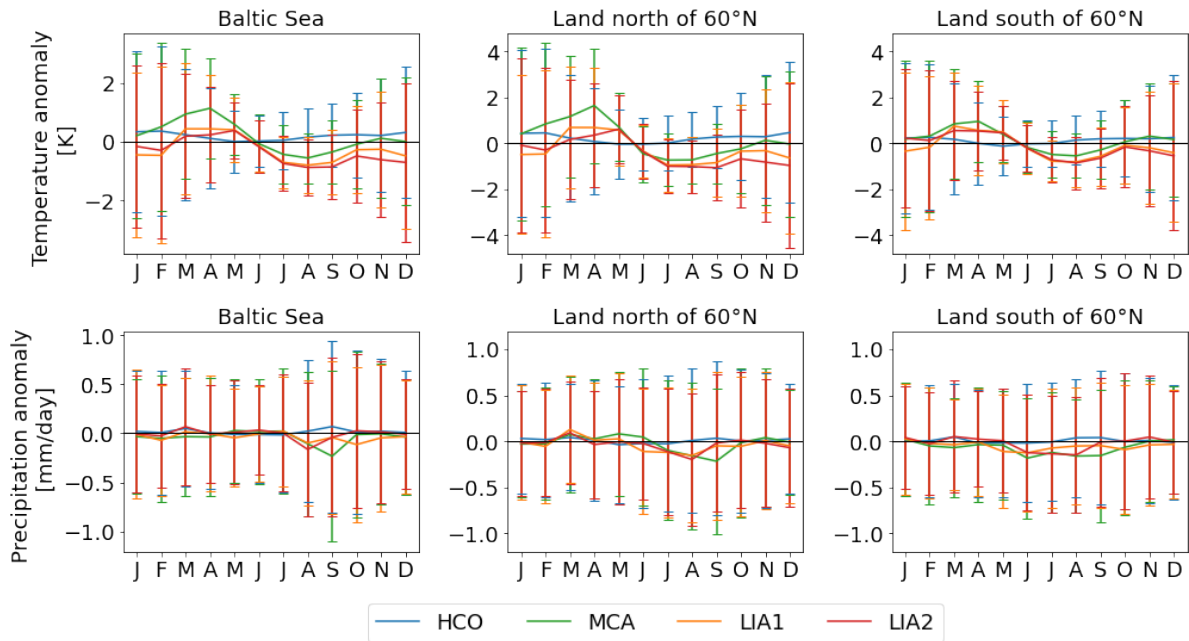 Baltic Sea
Land north of 60°N
Land south of 60°N
Temperature anomaly
[K]
2
0
−2
4
2
0
−2
−4
4
2
0
−2
−4
J F M A M J J A S O N D
J F M A M J J A S O N D
J F M A M J J A S O N D
Baltic Sea
Land north of 60°N
Land south of 60°N
Precipitation anomaly
[mm/day]
1.0
0.5
0.0
−0.5
−1.0
1.0
0.5
0.0
−0.5
−1.0
1.0
0.5
0.0
−0.5
−1.0
J F M A M J J A S O N D
J F M A M J J A S O N D
J F M A M J J A S O N D
HCO MCA LIA1 LIA2